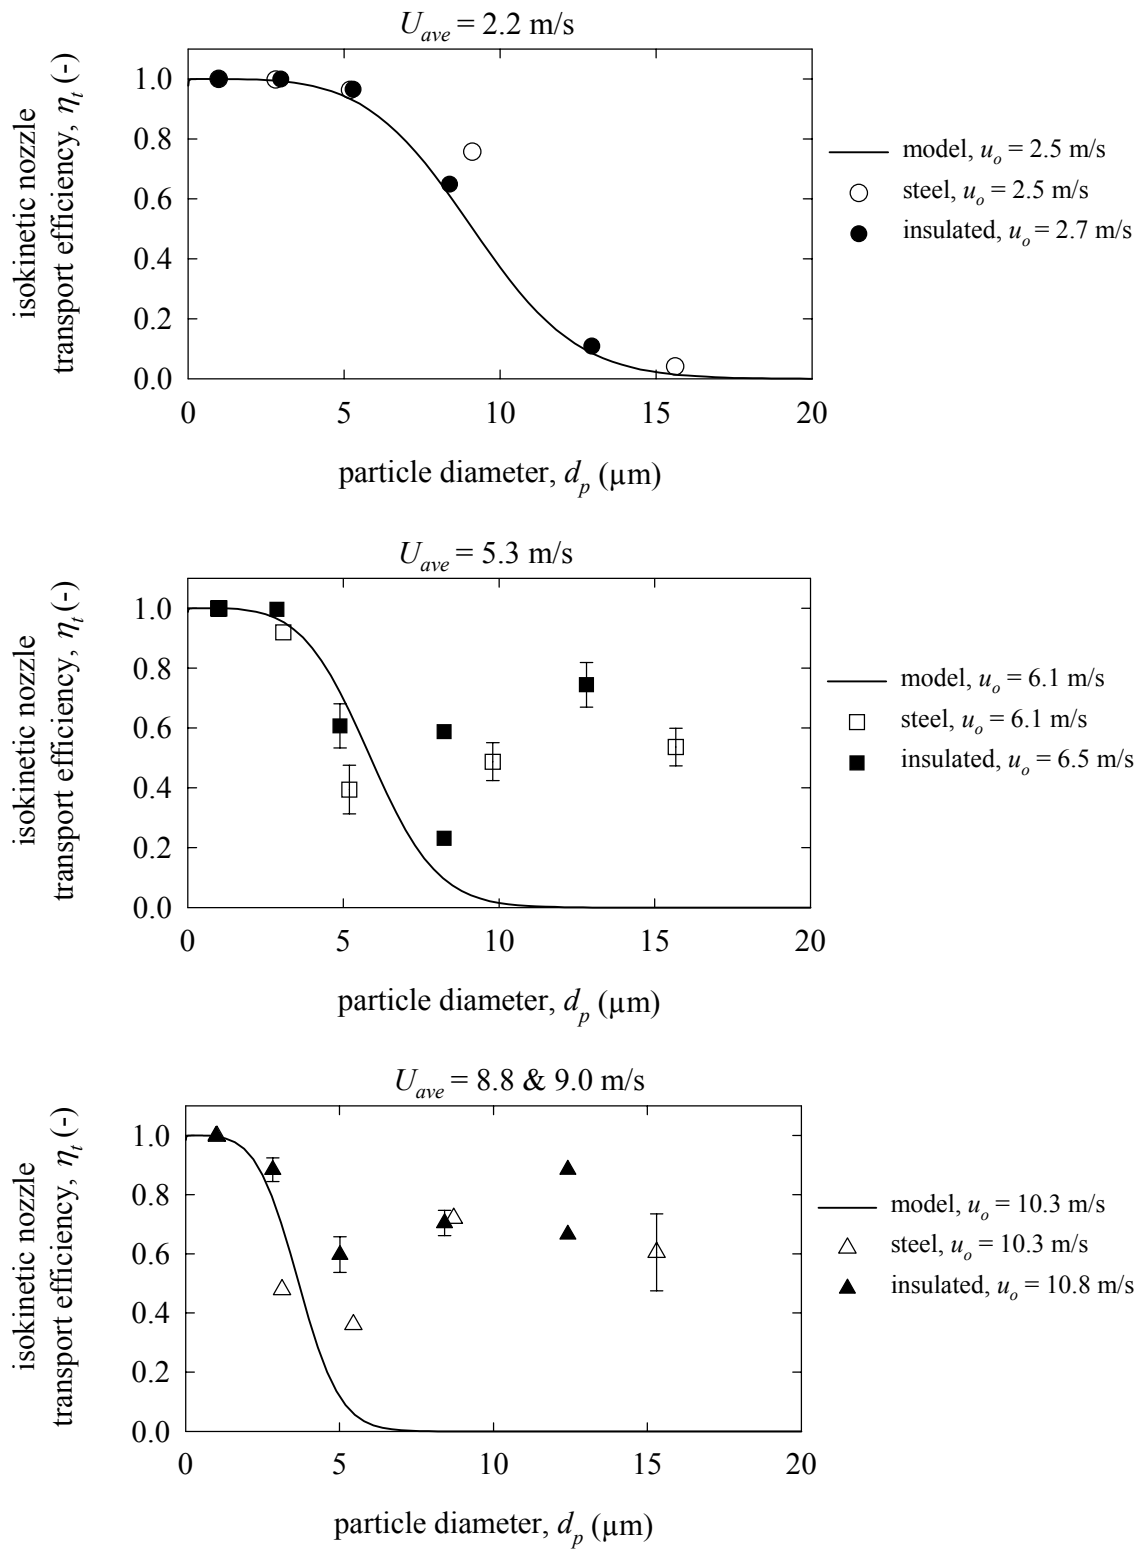 U_ave = 2.2 m/s
isokinetic nozzle
transport efficiency, η_t (-)
1.0
0.8
0.6
0.4
0.2
0.0
0 5 10 15 20
particle diameter, d_p (µm)
model, u_o = 2.5 m/s
steel, u_o = 2.5 m/s
insulated, u_o = 2.7 m/s
U_ave = 5.3 m/s
isokinetic nozzle
transport efficiency, η_t (-)
1.0
0.8
0.6
0.4
0.2
0.0
0 5 10 15 20
particle diameter, d_p (µm)
model, u_o = 6.1 m/s
steel, u_o = 6.1 m/s
insulated, u_o = 6.5 m/s
U_ave = 8.8 & 9.0 m/s
isokinetic nozzle
transport efficiency, η_t (-)
1.0
0.8
0.6
0.4
0.2
0.0
0 5 10 15 20
particle diameter, d_p (µm)
model, u_o = 10.3 m/s
steel, u_o = 10.3 m/s
insulated, u_o = 10.8 m/s